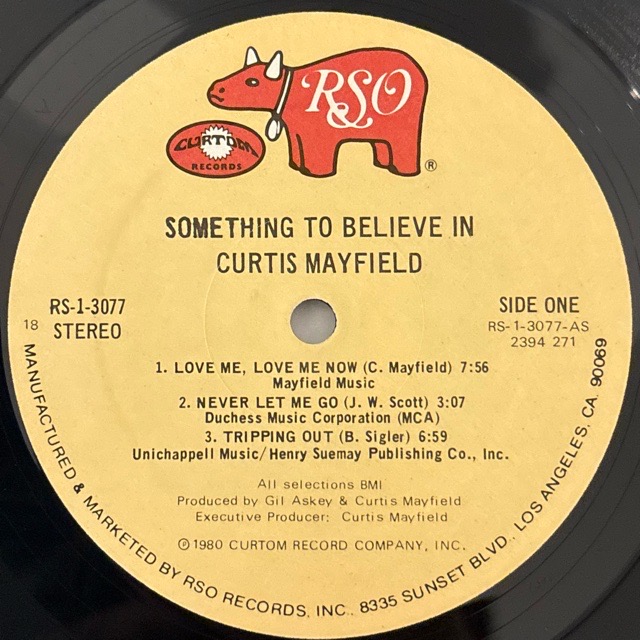 RSO
®
CURTOM
RECORDS
SOMETHING TO BELIEVE IN
CURTIS MAYFIELD
RS-1-3077
STEREO
SIDE ONE
RS-1-3077-AS
2394 271
18
1. LOVE ME, LOVE ME NOW (C. Mayfield) 7:56
Mayfield Music
2. NEVER LET ME GO (J. W. Scott) 3:07
Duchess Music Corporation (MCA)
3. TRIPPING OUT (B. Sigler) 6:59
Unichappell Music/Henry Suemay Publishing Co., Inc.
All selections BMI
Produced by Gil Askey & Curtis Mayfield
Executive Producer: Curtis Mayfield
℗ 1980 CURTOM RECORD COMPANY, INC.
MANUFACTURED & MARKETED BY RSO RECORDS, INC., 8335 SUNSET BLVD., LOS ANGELES, CA. 90069